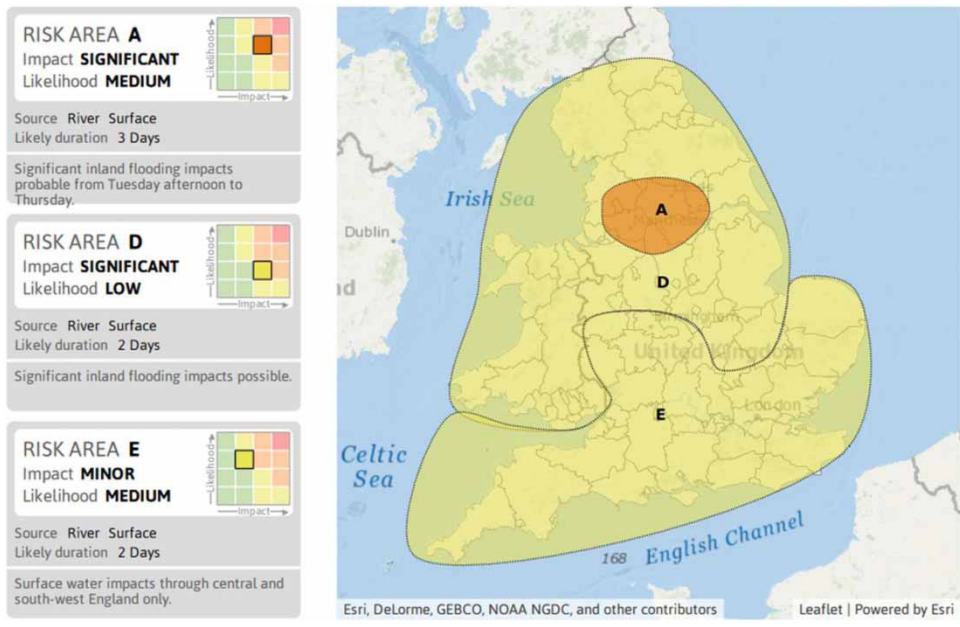 RISK AREA A
Impact SIGNIFICANT
Likelihood MEDIUM
Likelihood
Impact
Source River Surface
Likely duration 3 Days
Significant inland flooding impacts
probable from Tuesday afternoon to
Thursday.
RISK AREA D
Impact SIGNIFICANT
Likelihood LOW
Likelihood
Impact
Source River Surface
Likely duration 2 Days
Significant inland flooding impacts possible.
RISK AREA E
Impact MINOR
Likelihood MEDIUM
Likelihood
Impact
Source River Surface
Likely duration 2 Days
Surface water impacts through central and
south-west England only.
Irish Sea
A
Dublin
nd
D
Birmingham
United Kingdom
London
E
Celtic
Sea
168 English Channel
Esri, DeLorme, GEBCO, NOAA NGDC, and other contributors
Leaflet | Powered by Esri